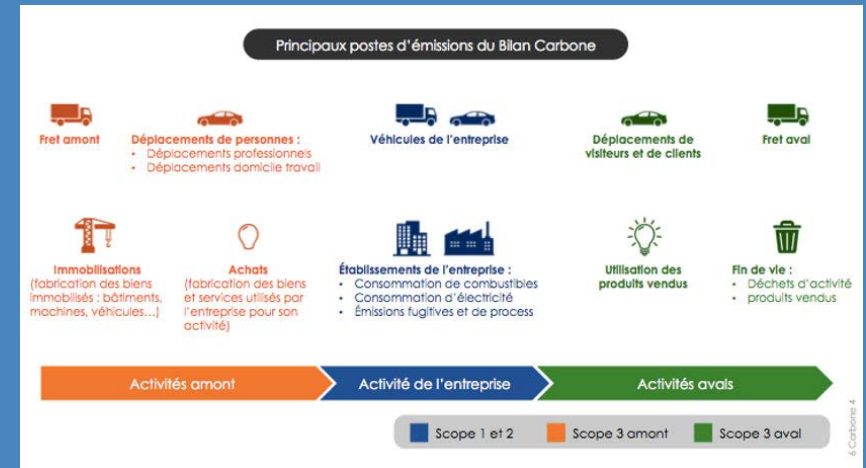 Principaux postes d'émissions du Bilan Carbone
Fret amont
Déplacements de personnes :
• Déplacements professionnels
• Déplacements domicile travail
Véhicules de l'entreprise
Déplacements de
visiteurs et de clients
Fret aval
Immobilisations
(fabrication des biens
immobilisés : bâtiments,
machines, véhicules...)
Achats
(fabrication des biens
et services utilisés par
l'entreprise pour son
activité)
Établissements de l'entreprise :
• Consommation de combustibles
• Consommation d'électricité
• Émissions fugitives et de process
Utilisation des
produits vendus
Fin de vie :
• Déchets d'activité
• produits vendus
Activités amont
Activité de l'entreprise
Activités avals
Scope 1 et 2
Scope 3 amont
Scope 3 aval
6 Carbone 4